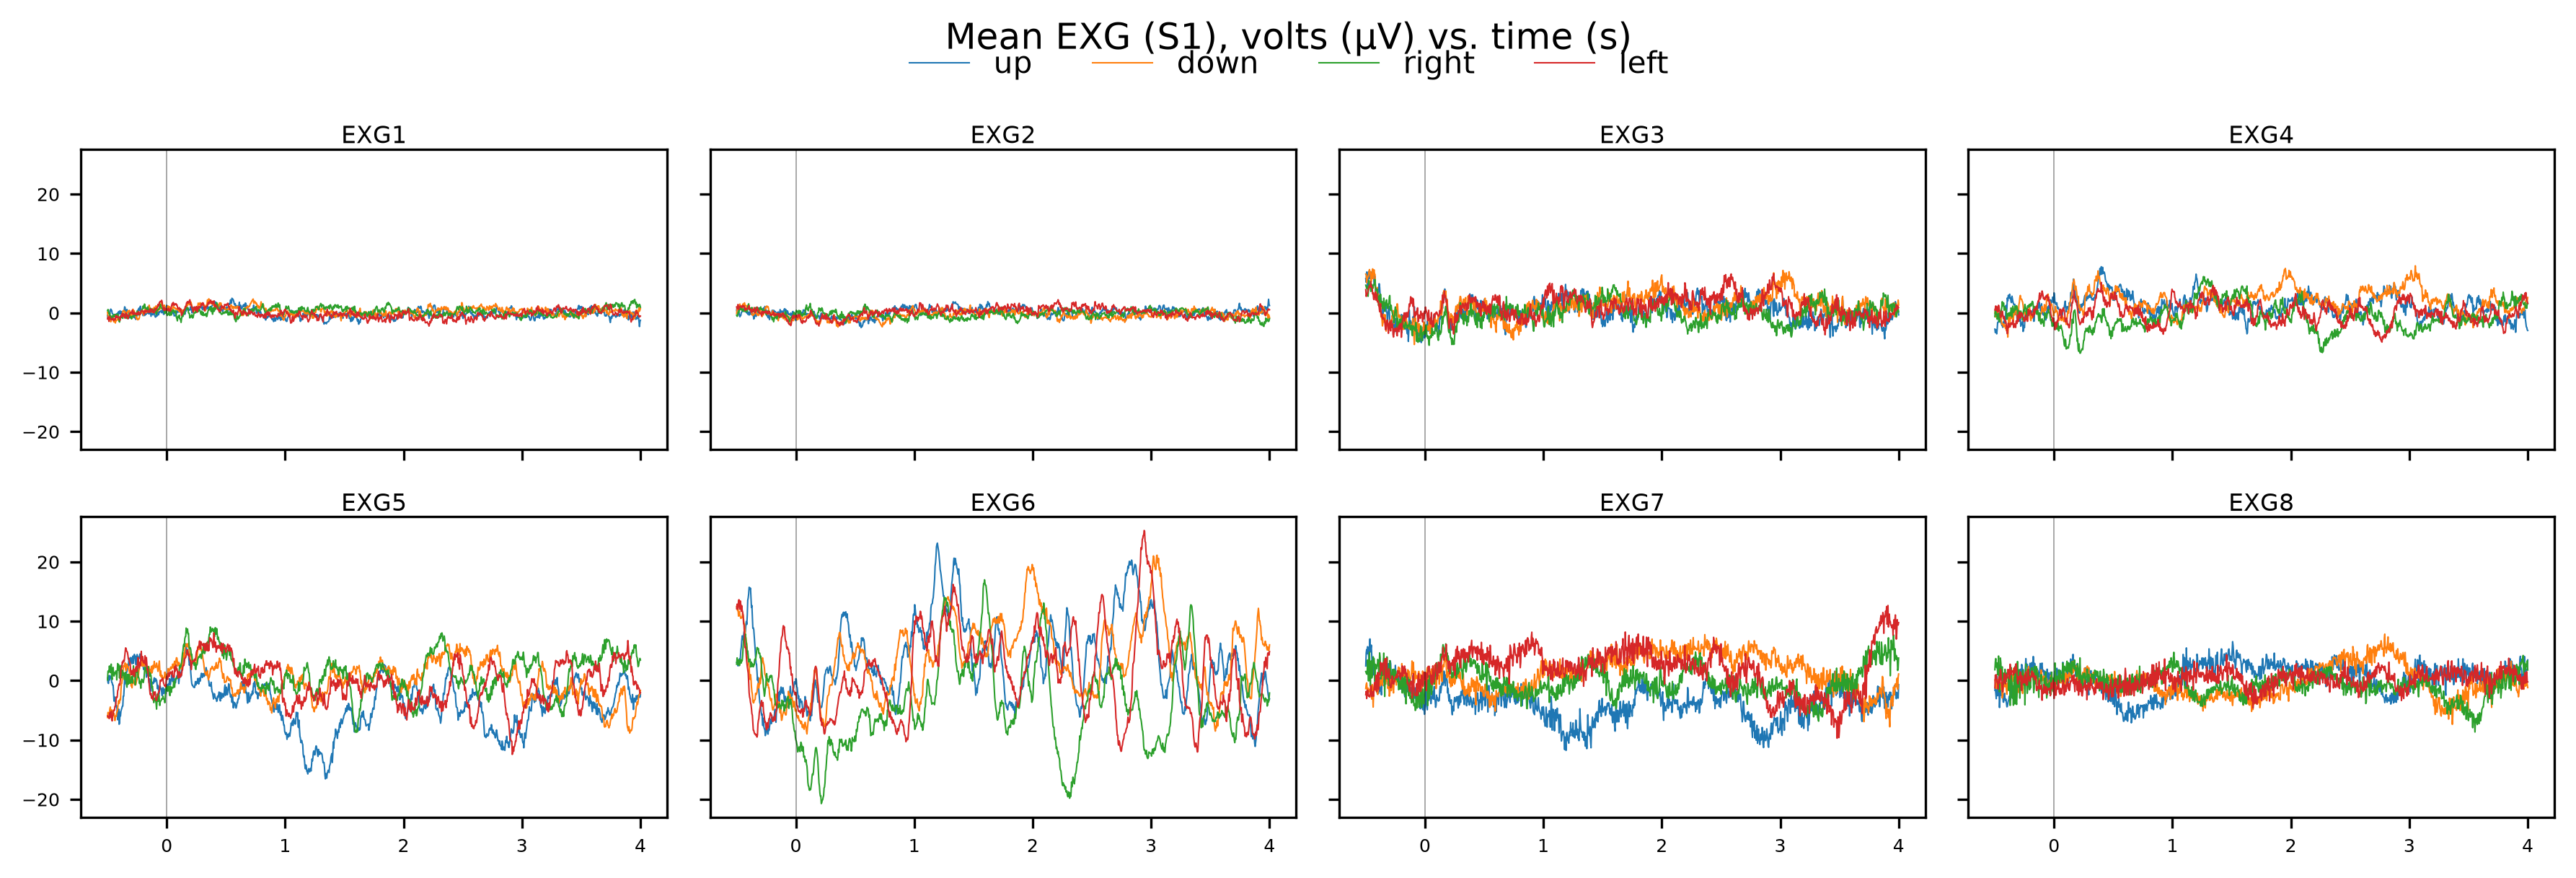 Mean EXG (S1), volts (µV) vs. time (s)
up down right left
EXG1 EXG2 EXG3 EXG4
20
10
0
−10
−20
EXG5 EXG6 EXG7 EXG8
20
10
0
−10
−20
0 1 2 3 4 0 1 2 3 4 0 1 2 3 4 0 1 2 3 4